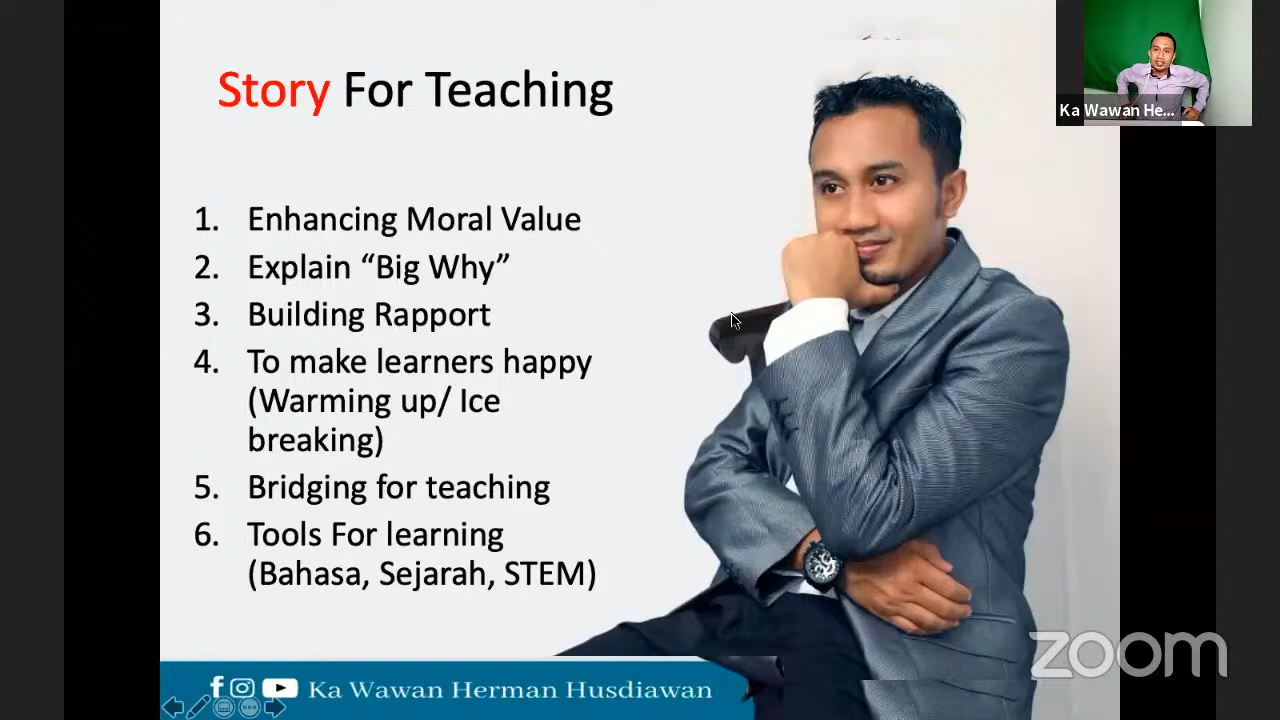 Story For Teaching
Ka Wawan He...
1. Enhancing Moral Value
2. Explain “Big Why”
3. Building Rapport
4. To make learners happy
(Warming up/ Ice
breaking)
5. Bridging for teaching
6. Tools For learning
(Bahasa, Sejarah, STEM)
zoom
Ka Wawan Herman Husdiawan